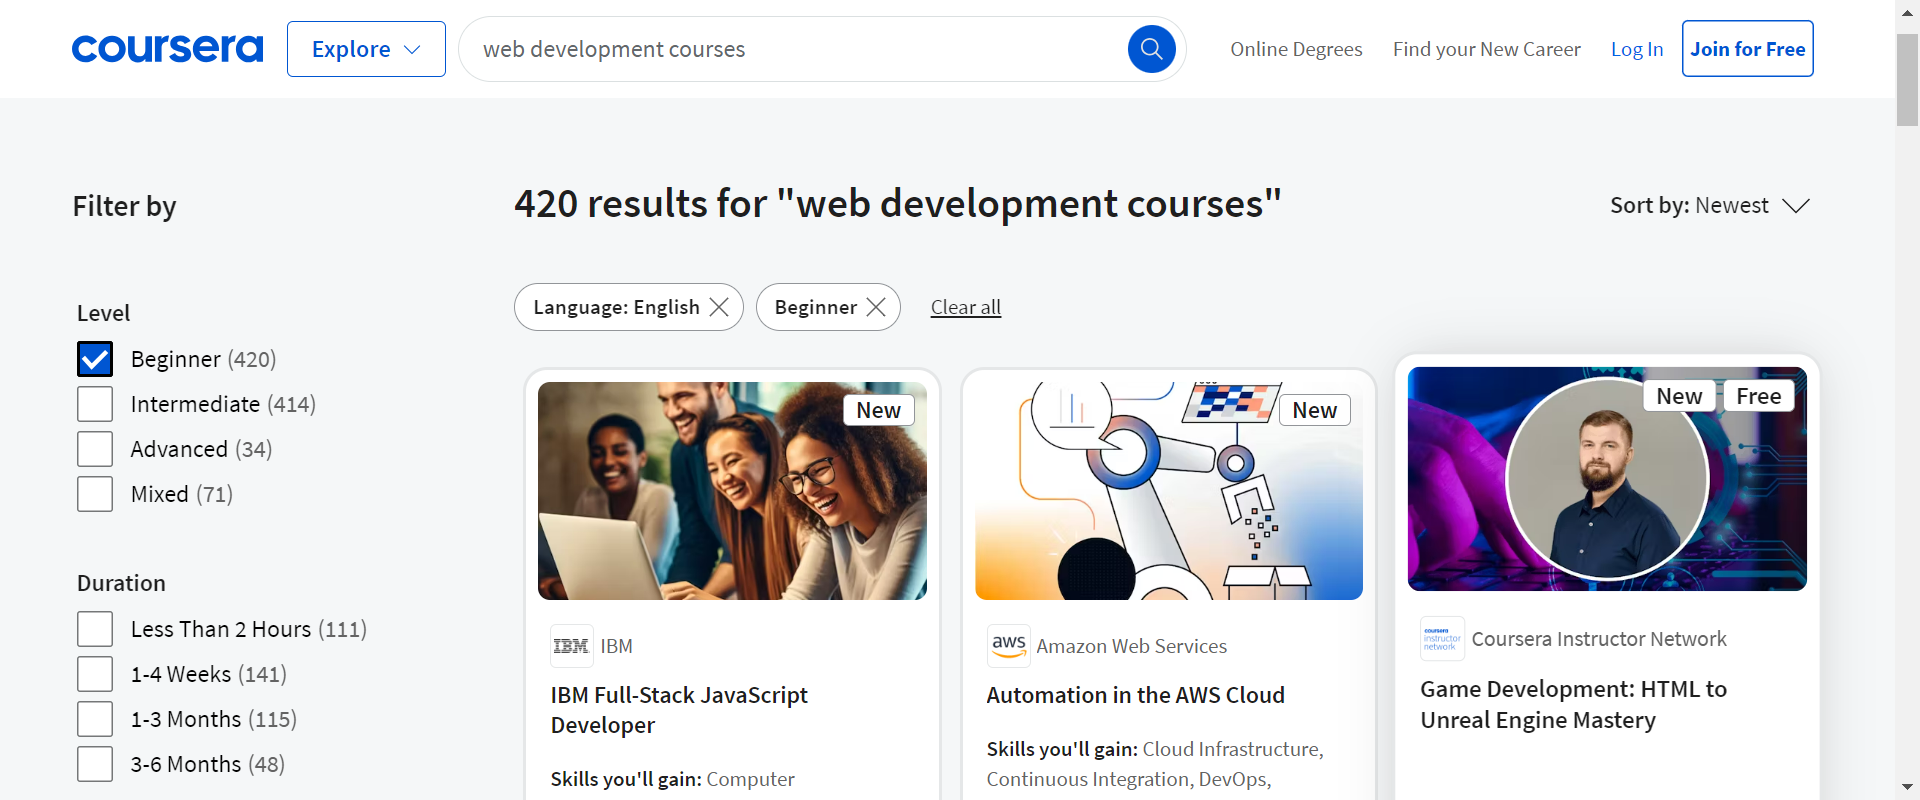 coursera
Explore
web development courses
Online Degrees
Find your New Career
Log In
Join for Free
Filter by
420 results for "web development courses"
Sort by: Newest
Language: English
Beginner
Clear all
Level
Beginner (420)
Intermediate (414)
Advanced (34)
Mixed (71)
Duration
Less Than 2 Hours (111)
1-4 Weeks (141)
1-3 Months (115)
3-6 Months (48)
New
IBM
IBM
IBM Full-Stack JavaScript
Developer
Skills you'll gain: Computer
New
aws
Amazon Web Services
Automation in the AWS Cloud
Skills you'll gain: Cloud Infrastructure,
Continuous Integration, DevOps,
New
Free
coursera
instructor
network
Coursera Instructor Network
Game Development: HTML to
Unreal Engine Mastery